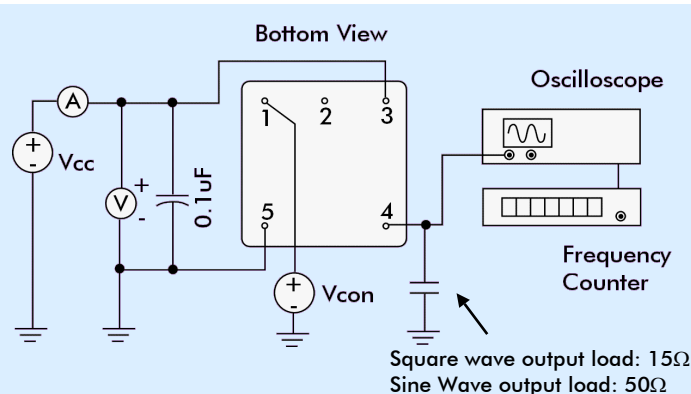 Bottom View
Oscilloscope
A
1 2 3
+
-
Vcc
+
V
-
0.1uF
5 4
+
-
Vcon
Frequency
Counter
Square wave output load: 15Ω
Sine Wave output load: 50Ω